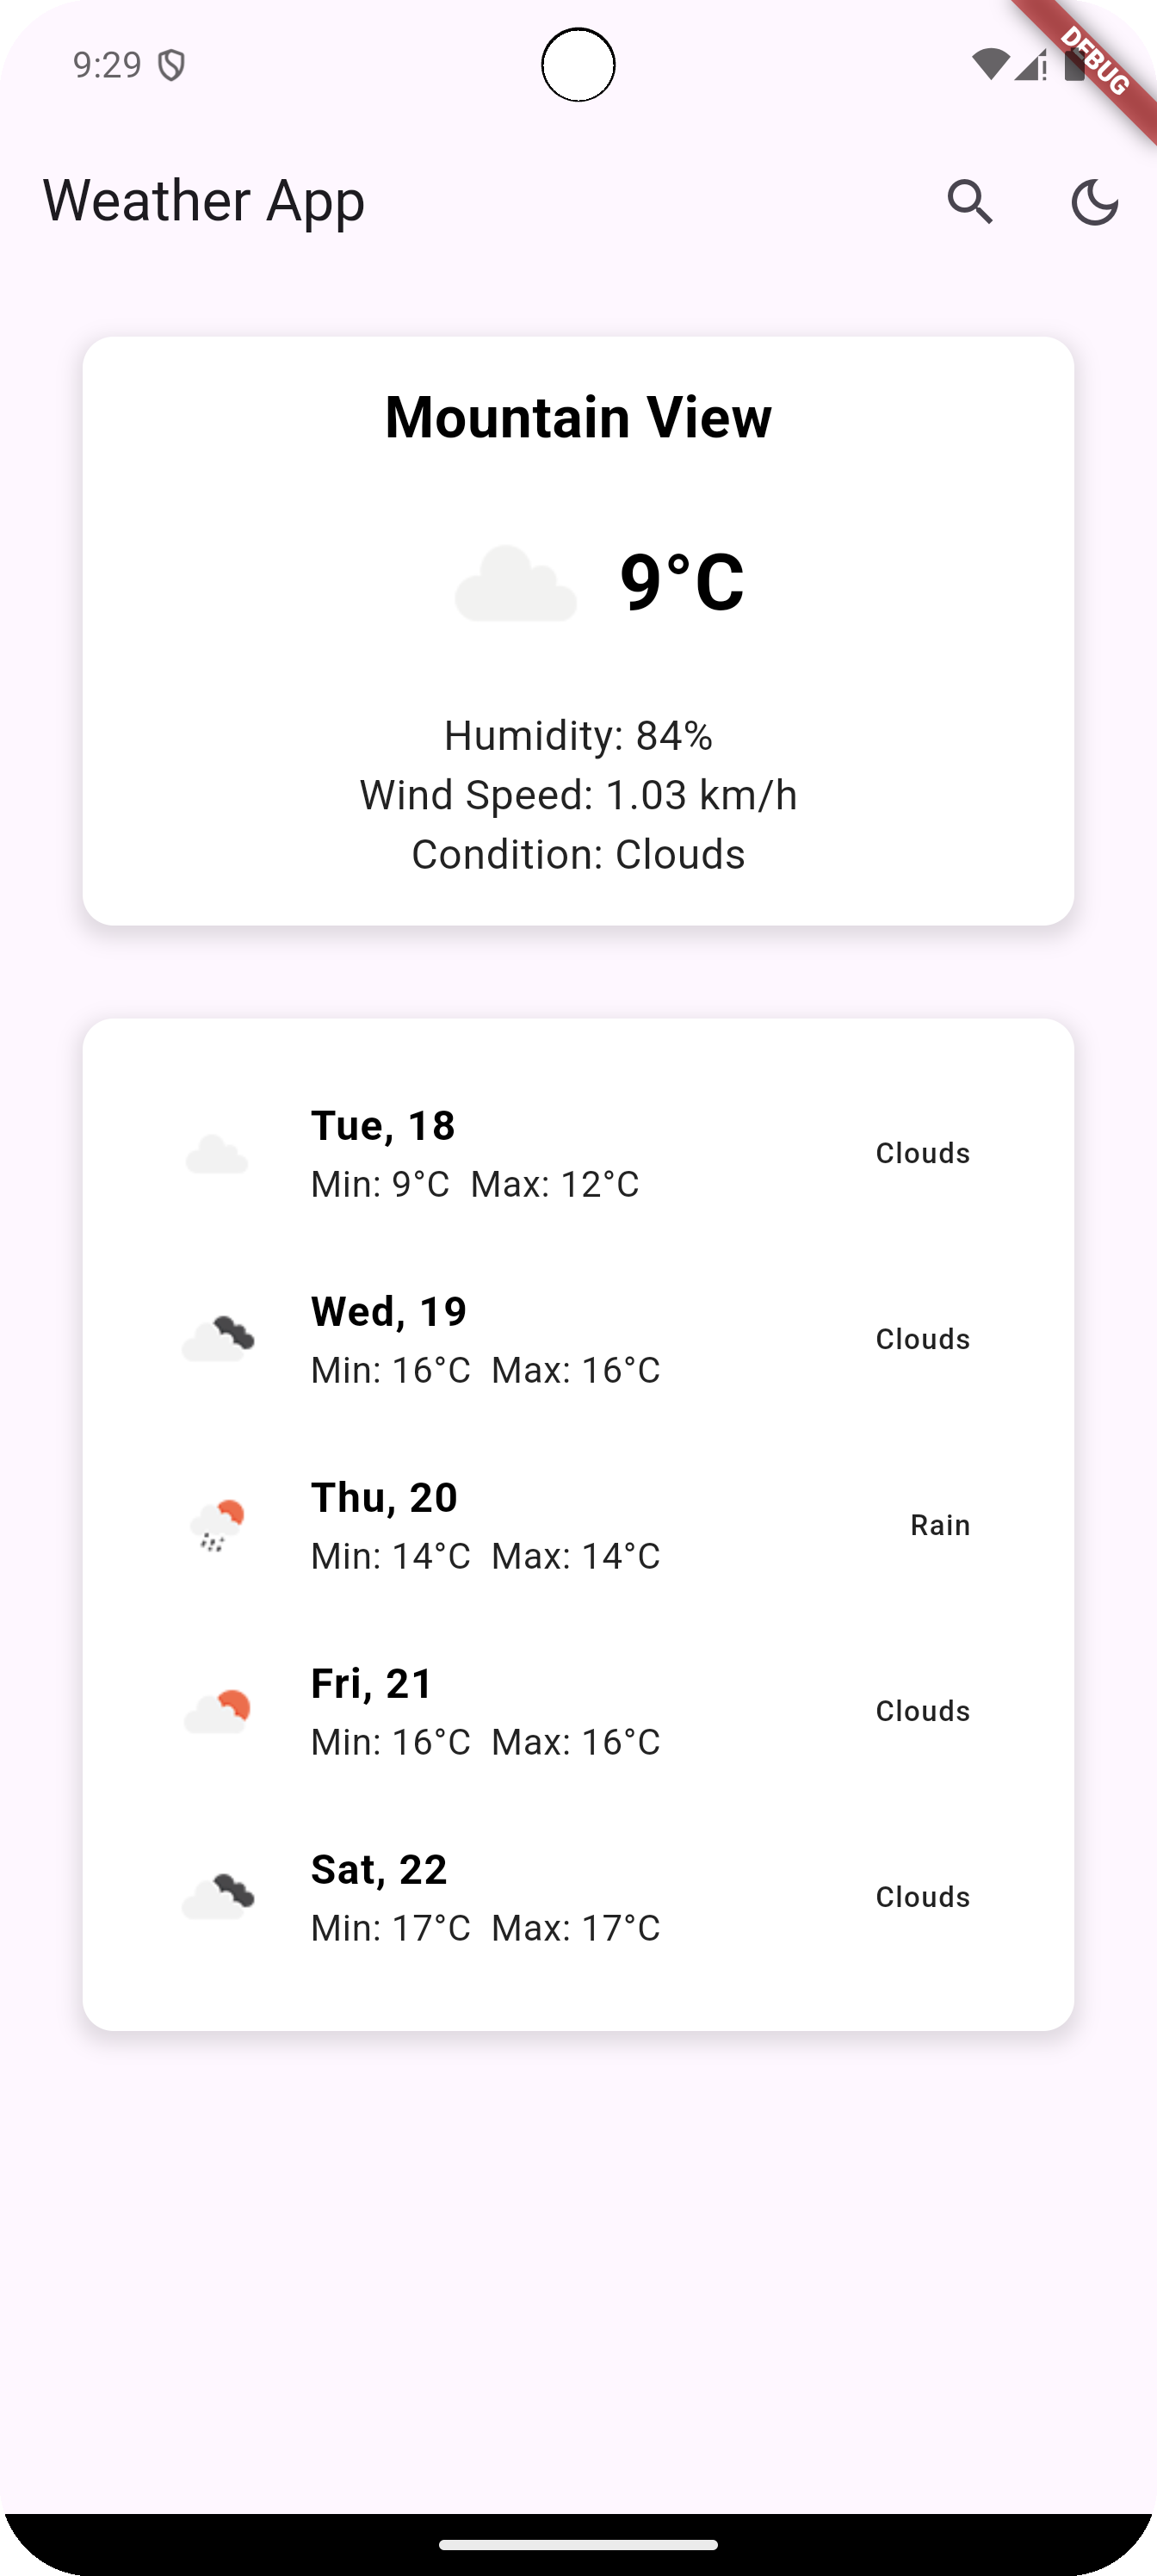 9:29
DEBUG
Weather App
Mountain View
9°C
Humidity: 84%
Wind Speed: 1.03 km/h
Condition: Clouds
Tue, 18
Min: 9°C  Max: 12°C
Clouds
Wed, 19
Min: 16°C  Max: 16°C
Clouds
Thu, 20
Min: 14°C  Max: 14°C
Rain
Fri, 21
Min: 16°C  Max: 16°C
Clouds
Sat, 22
Min: 17°C  Max: 17°C
Clouds